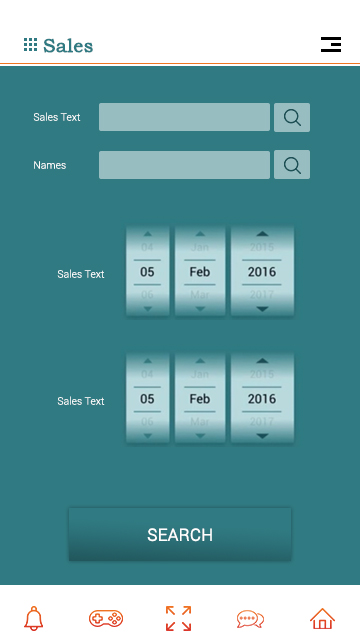 Sales
Sales Text
Names
04 Jan 2015
Sales Text 05 Feb 2016
06 Mar 2017
04 Jan 2015
Sales Text 05 Feb 2016
06 Mar 2017
SEARCH